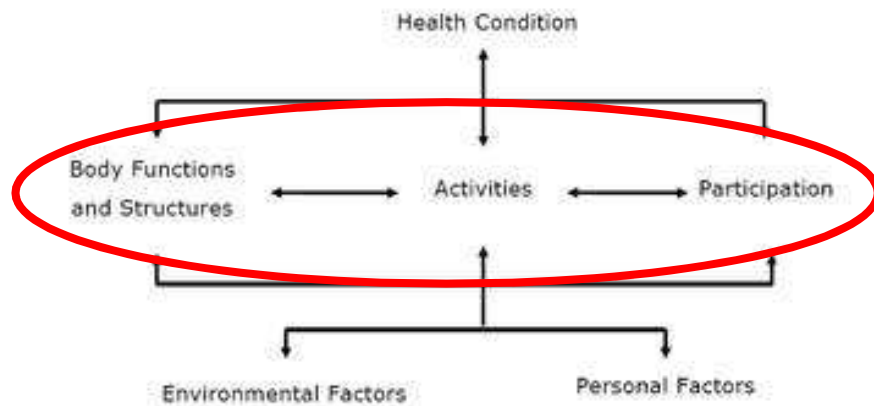 Health Condition
Body Functions
and Structures
Activities
Participation
Environmental Factors
Personal Factors